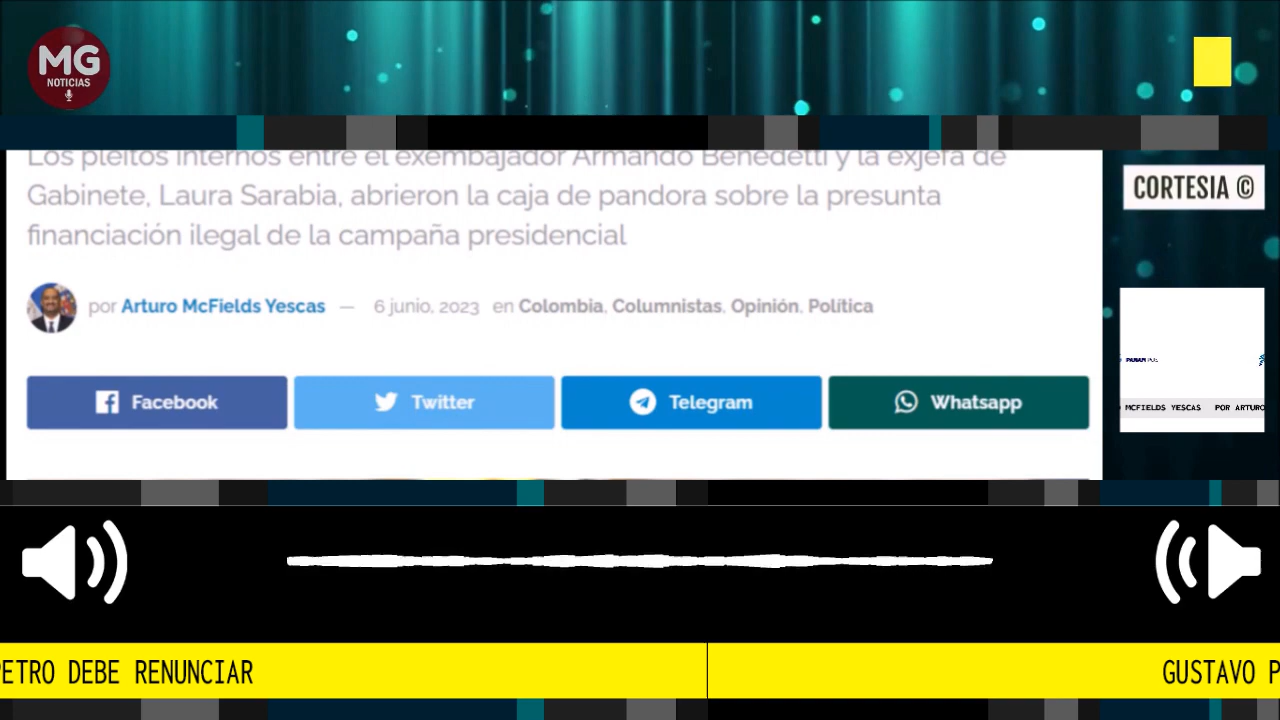 MG
NOTICIAS
Los pleitos internos entre el exembajador Armando Benedetti y la exjefa de
Gabinete, Laura Sarabia, abrieron la caja de pandora sobre la presunta
financiación ilegal de la campaña presidencial
por Arturo McFields Yescas — 6 junio, 2023 en Colombia, Columnistas, Opinión, Política
Facebook
Twitter
Telegram
Whatsapp
CORTESIA ©
PANAM
MCFIELDS YESCAS POR ARTURO
ETRO DEBE RENUNCIAR
GUSTAVO P